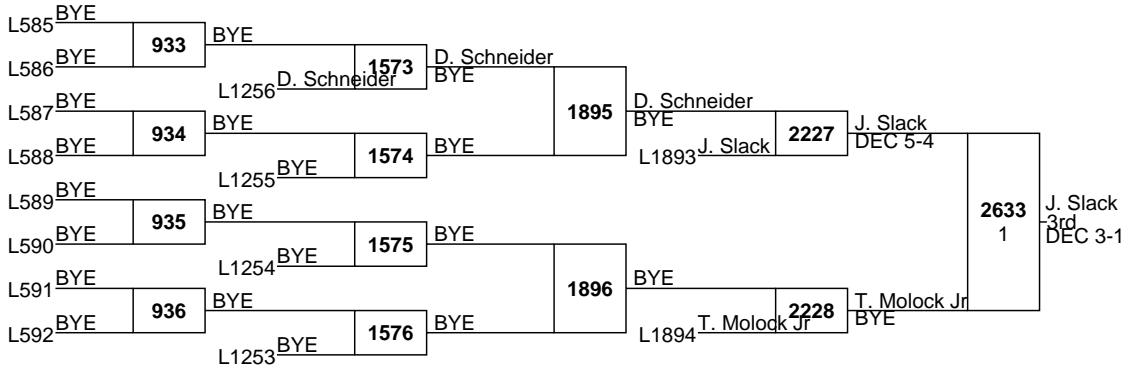 L585 BYE
933
BYE
L586 BYE
1573
D. Schneider
BYE
L1256 D. Schneider
L587 BYE
934
BYE
1895
D. Schneider
BYE
L588 BYE
1574
BYE
L1255 BYE
L1893 J. Slack
2227
J. Slack
DEC 5-4
L589 BYE
935
BYE
L590 BYE
1575
BYE
L1254 BYE
2633
1
J. Slack
3rd
DEC 3-1
L591 BYE
936
BYE
1896
BYE
L592 BYE
1576
BYE
L1253 BYE
L1894 T. Molock Jr
2228
T. Molock Jr
BYE